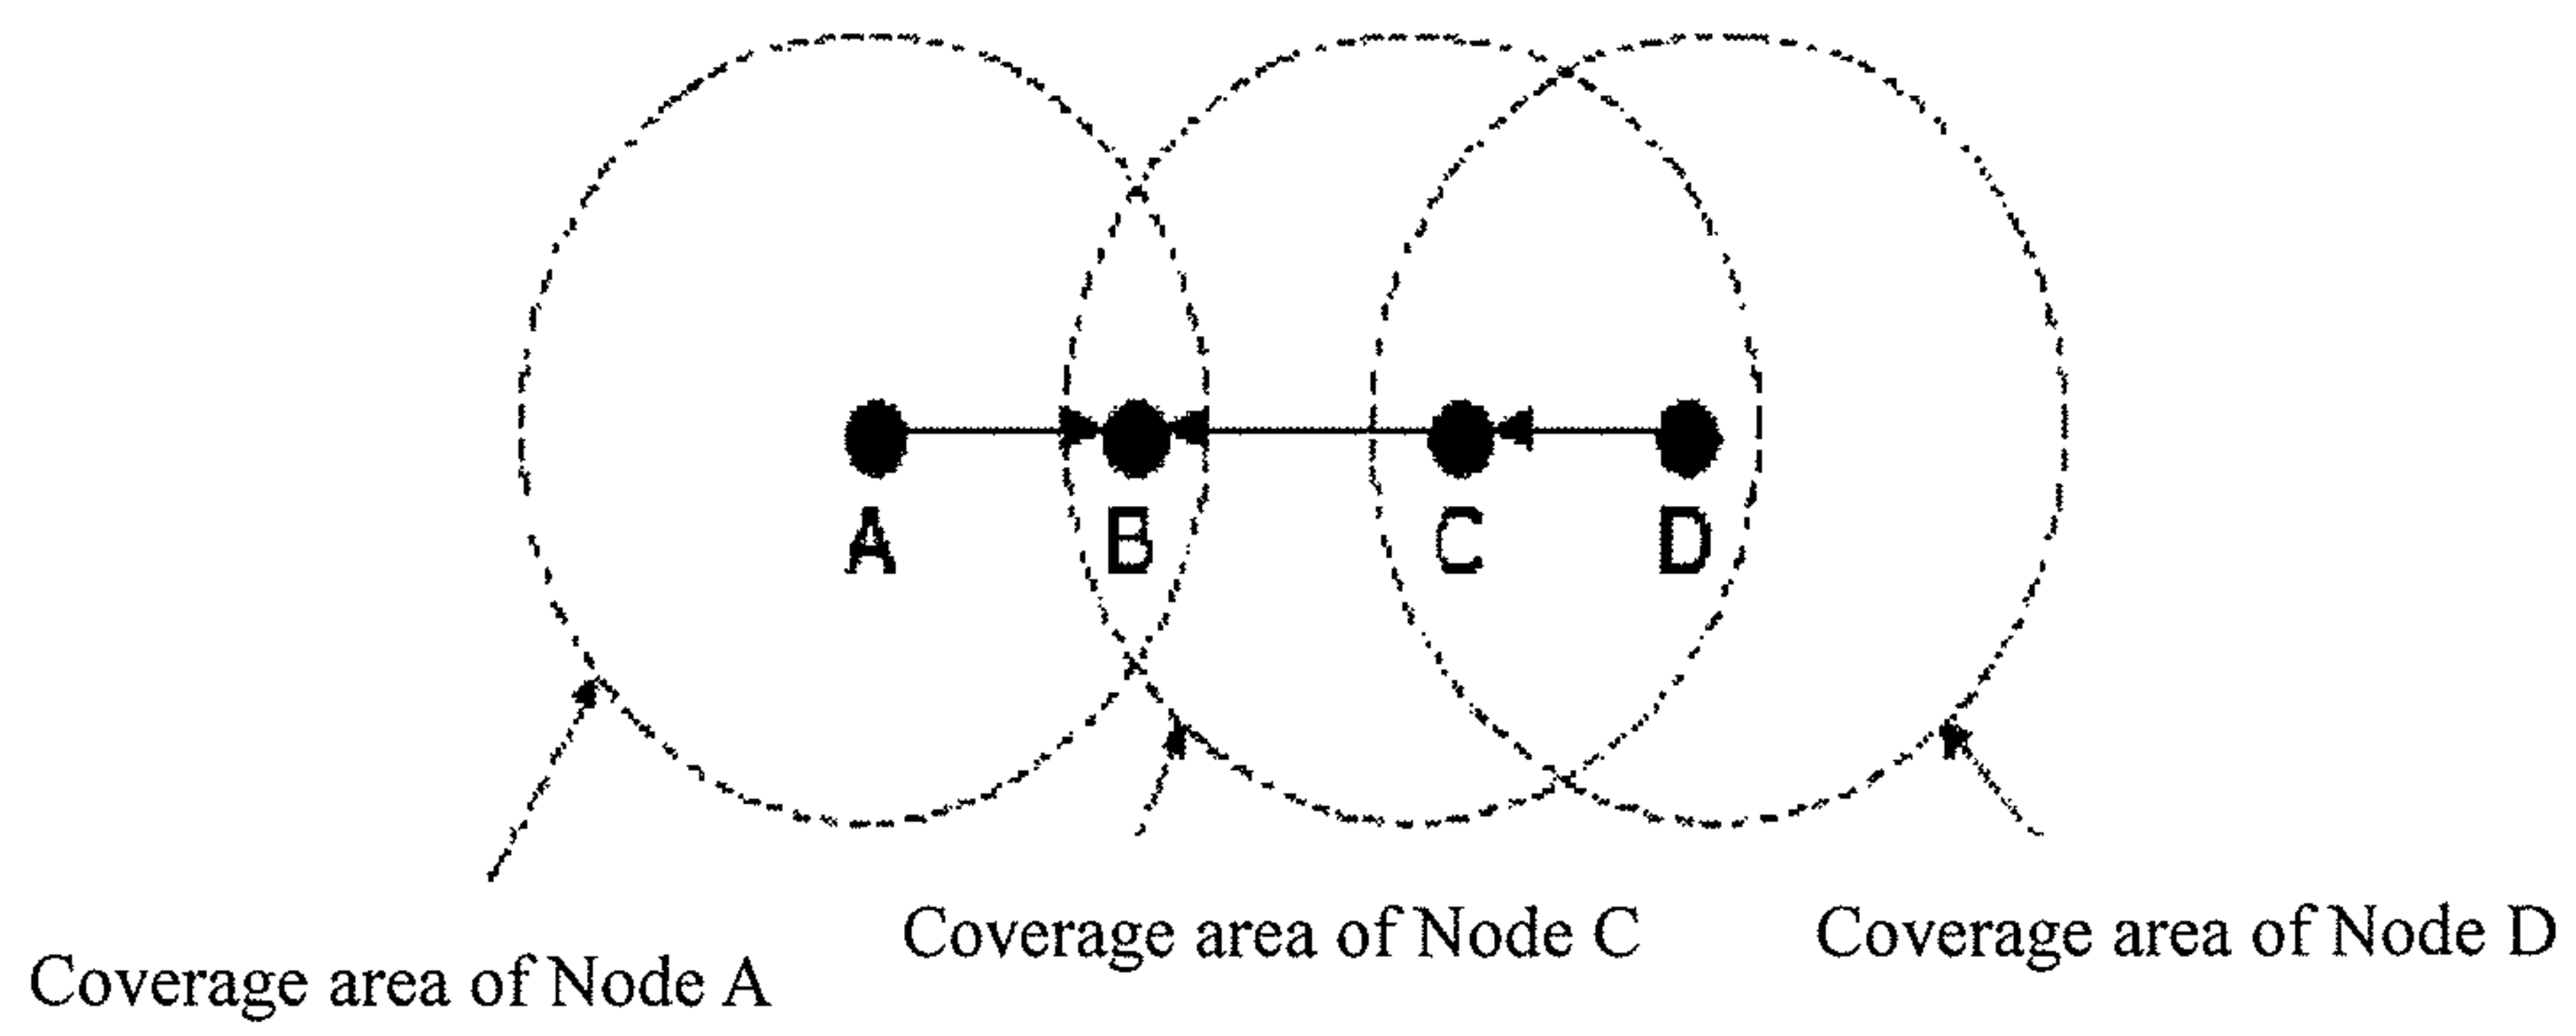 A
B
C
D
Coverage area of Node A
Coverage area of Node C
Coverage area of Node D